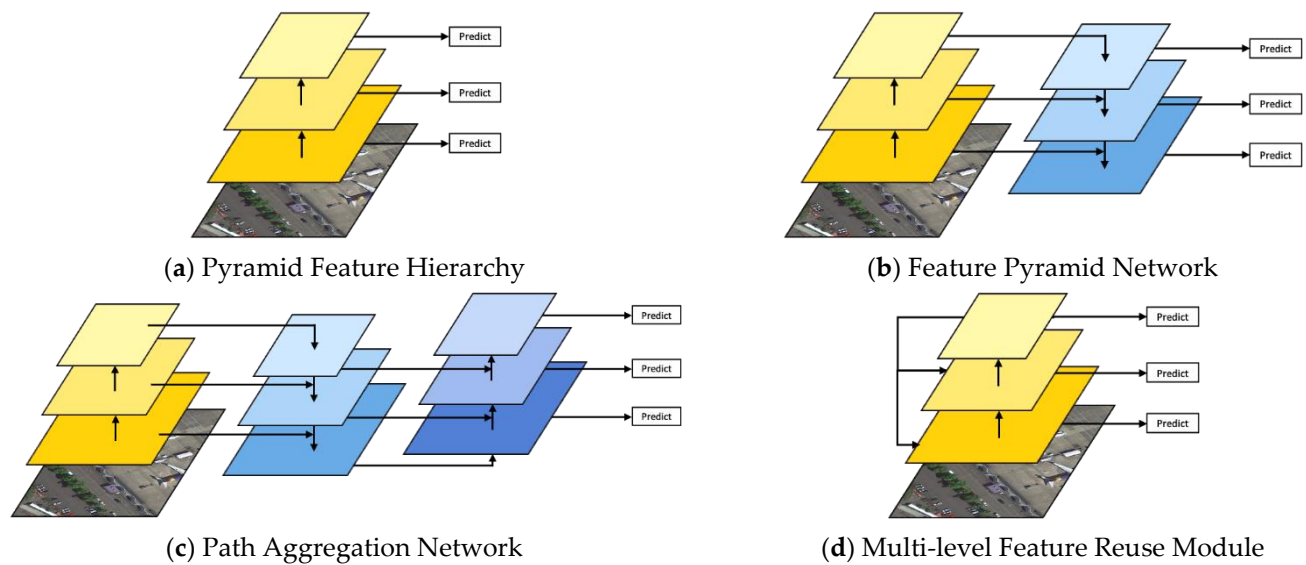 Predict
Predict
Predict
(a) Pyramid Feature Hierarchy
Predict
Predict
Predict
(b) Feature Pyramid Network
Predict
Predict
Predict
(c) Path Aggregation Network
Predict
Predict
Predict
(d) Multi-level Feature Reuse Module